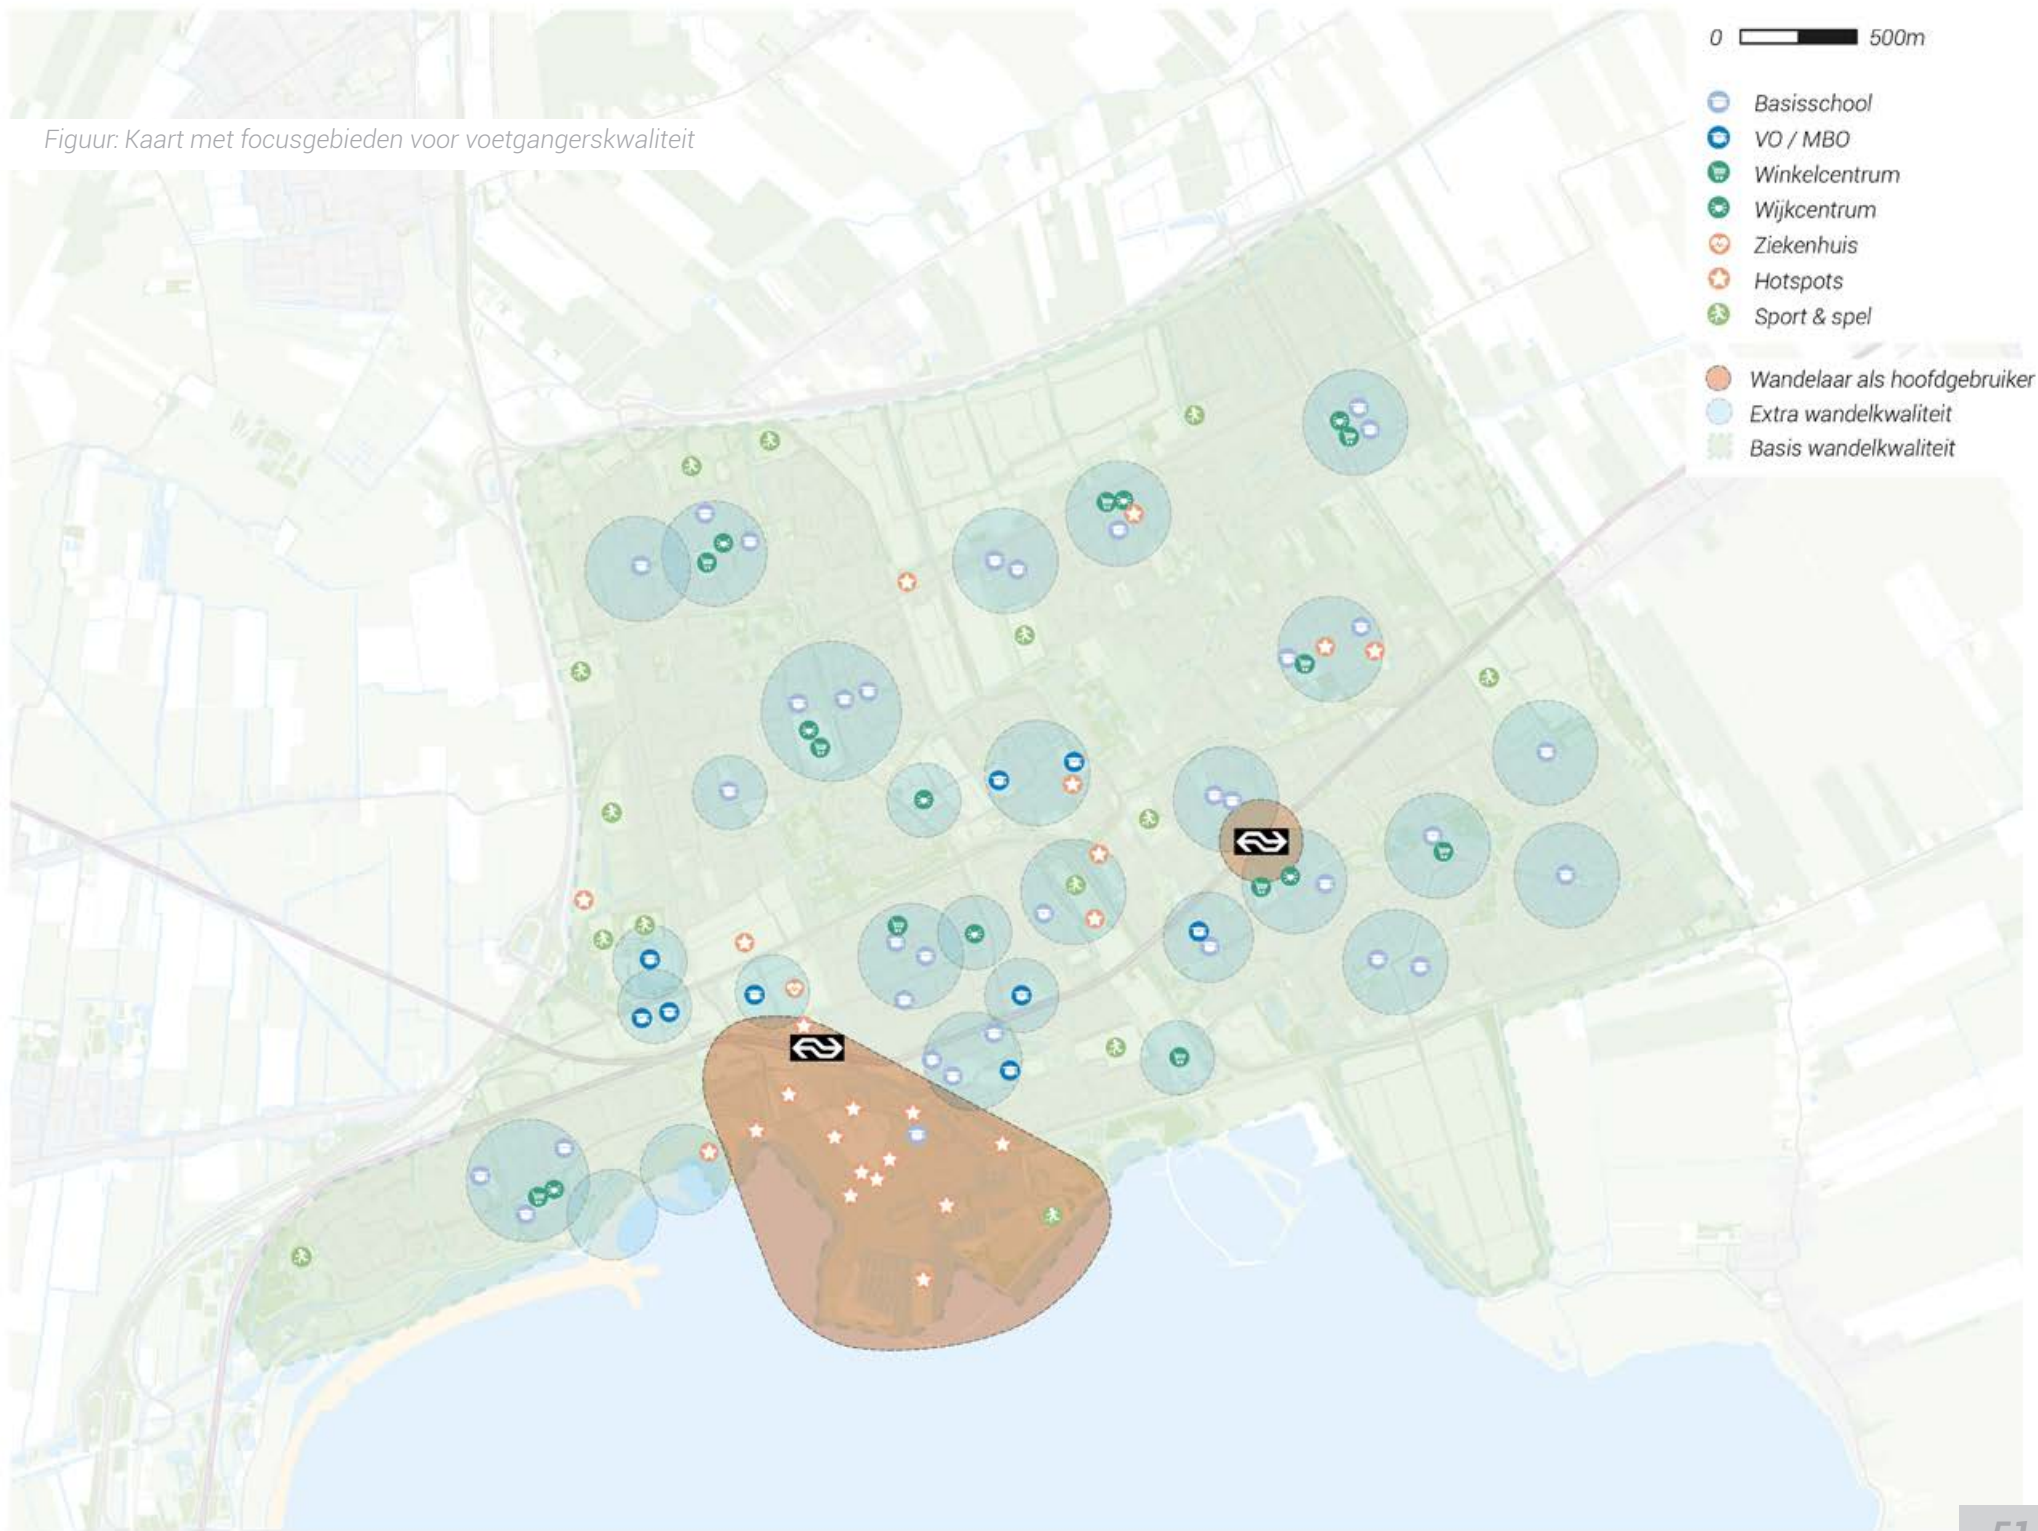 0 500m
Basisschool
VO / MBO
Winkelcentrum
Wijkcentrum
Ziekenhuis
Hotspots
Sport & spel
Wandelaar als hoofdgebruiker
Extra wandelkwaliteit
Basis wandelkwaliteit
Figuur: Kaart met focusgebieden voor voetgangerskwaliteit
51